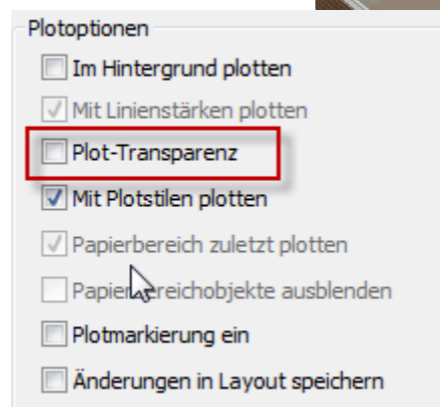 Plotoptionen
Im Hintergrund plotten
Mit Linienstärken plotten
Plot-Transparenz
Mit Plotstilen plotten
Papierbereich zuletzt plotten
Papierbereichobjekte ausblenden
Plotmarkierung ein
Änderungen in Layout speichern